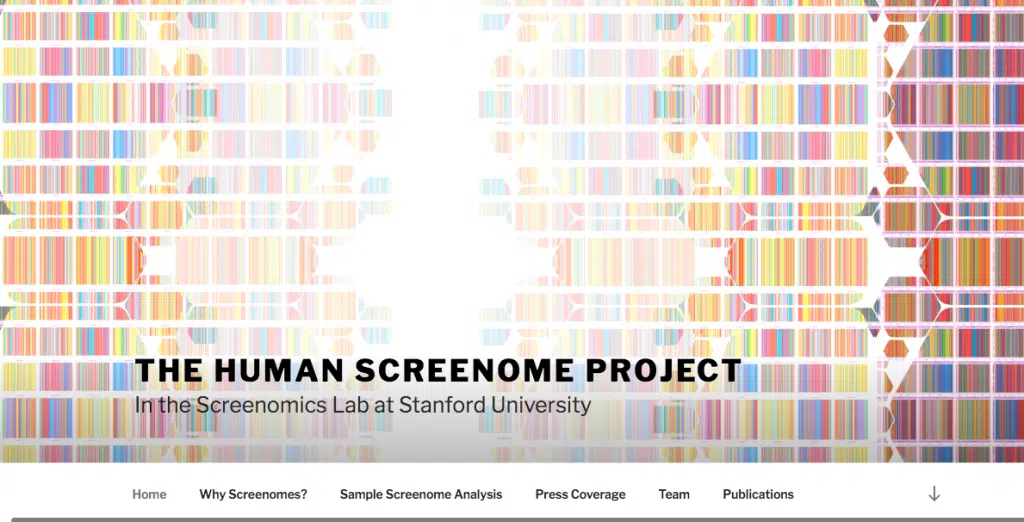 THE HUMAN SCREENOME PROJECT
In the Screenomics Lab at Stanford University
Home Why Screenomes? Sample Screenome Analysis Press Coverage Team Publications